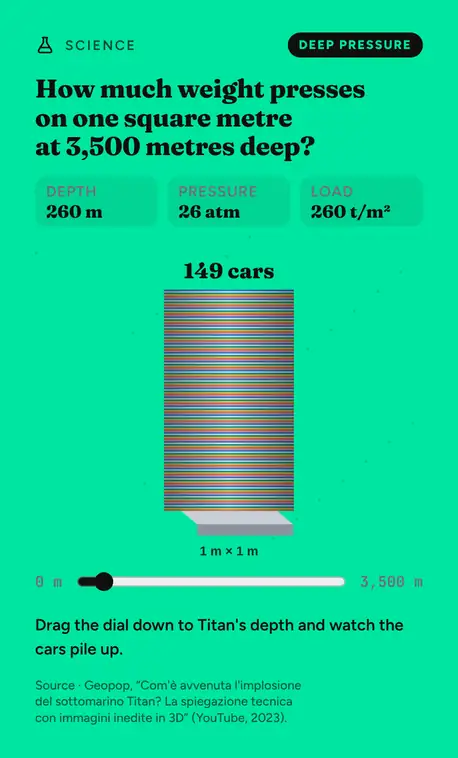 SCIENCE
DEEP PRESSURE
How much weight presses
on one square metre
at 3,500 metres deep?
DEPTH
260 m
PRESSURE
26 atm
LOAD
260 t/m²
149 cars
1 m × 1 m
0 m
3,500 m
Drag the dial down to Titan's depth and watch the
cars pile up.
Source · Geopop, "Com'è avvenuta l'implosione
del sottomarino Titan? La spiegazione tecnica
con immagini inedite in 3D" (YouTube, 2023).